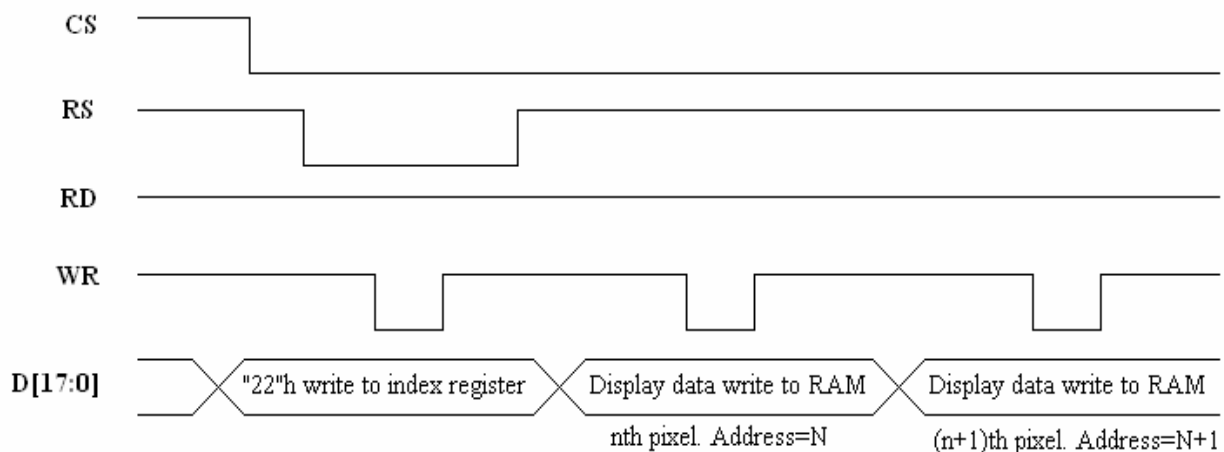 CS
RS
RD
WR
D[17:0]
"22"h write to index register
Display data write to RAM
Display data write to RAM
nth pixel. Address=N
(n+1)th pixel. Address=N+1